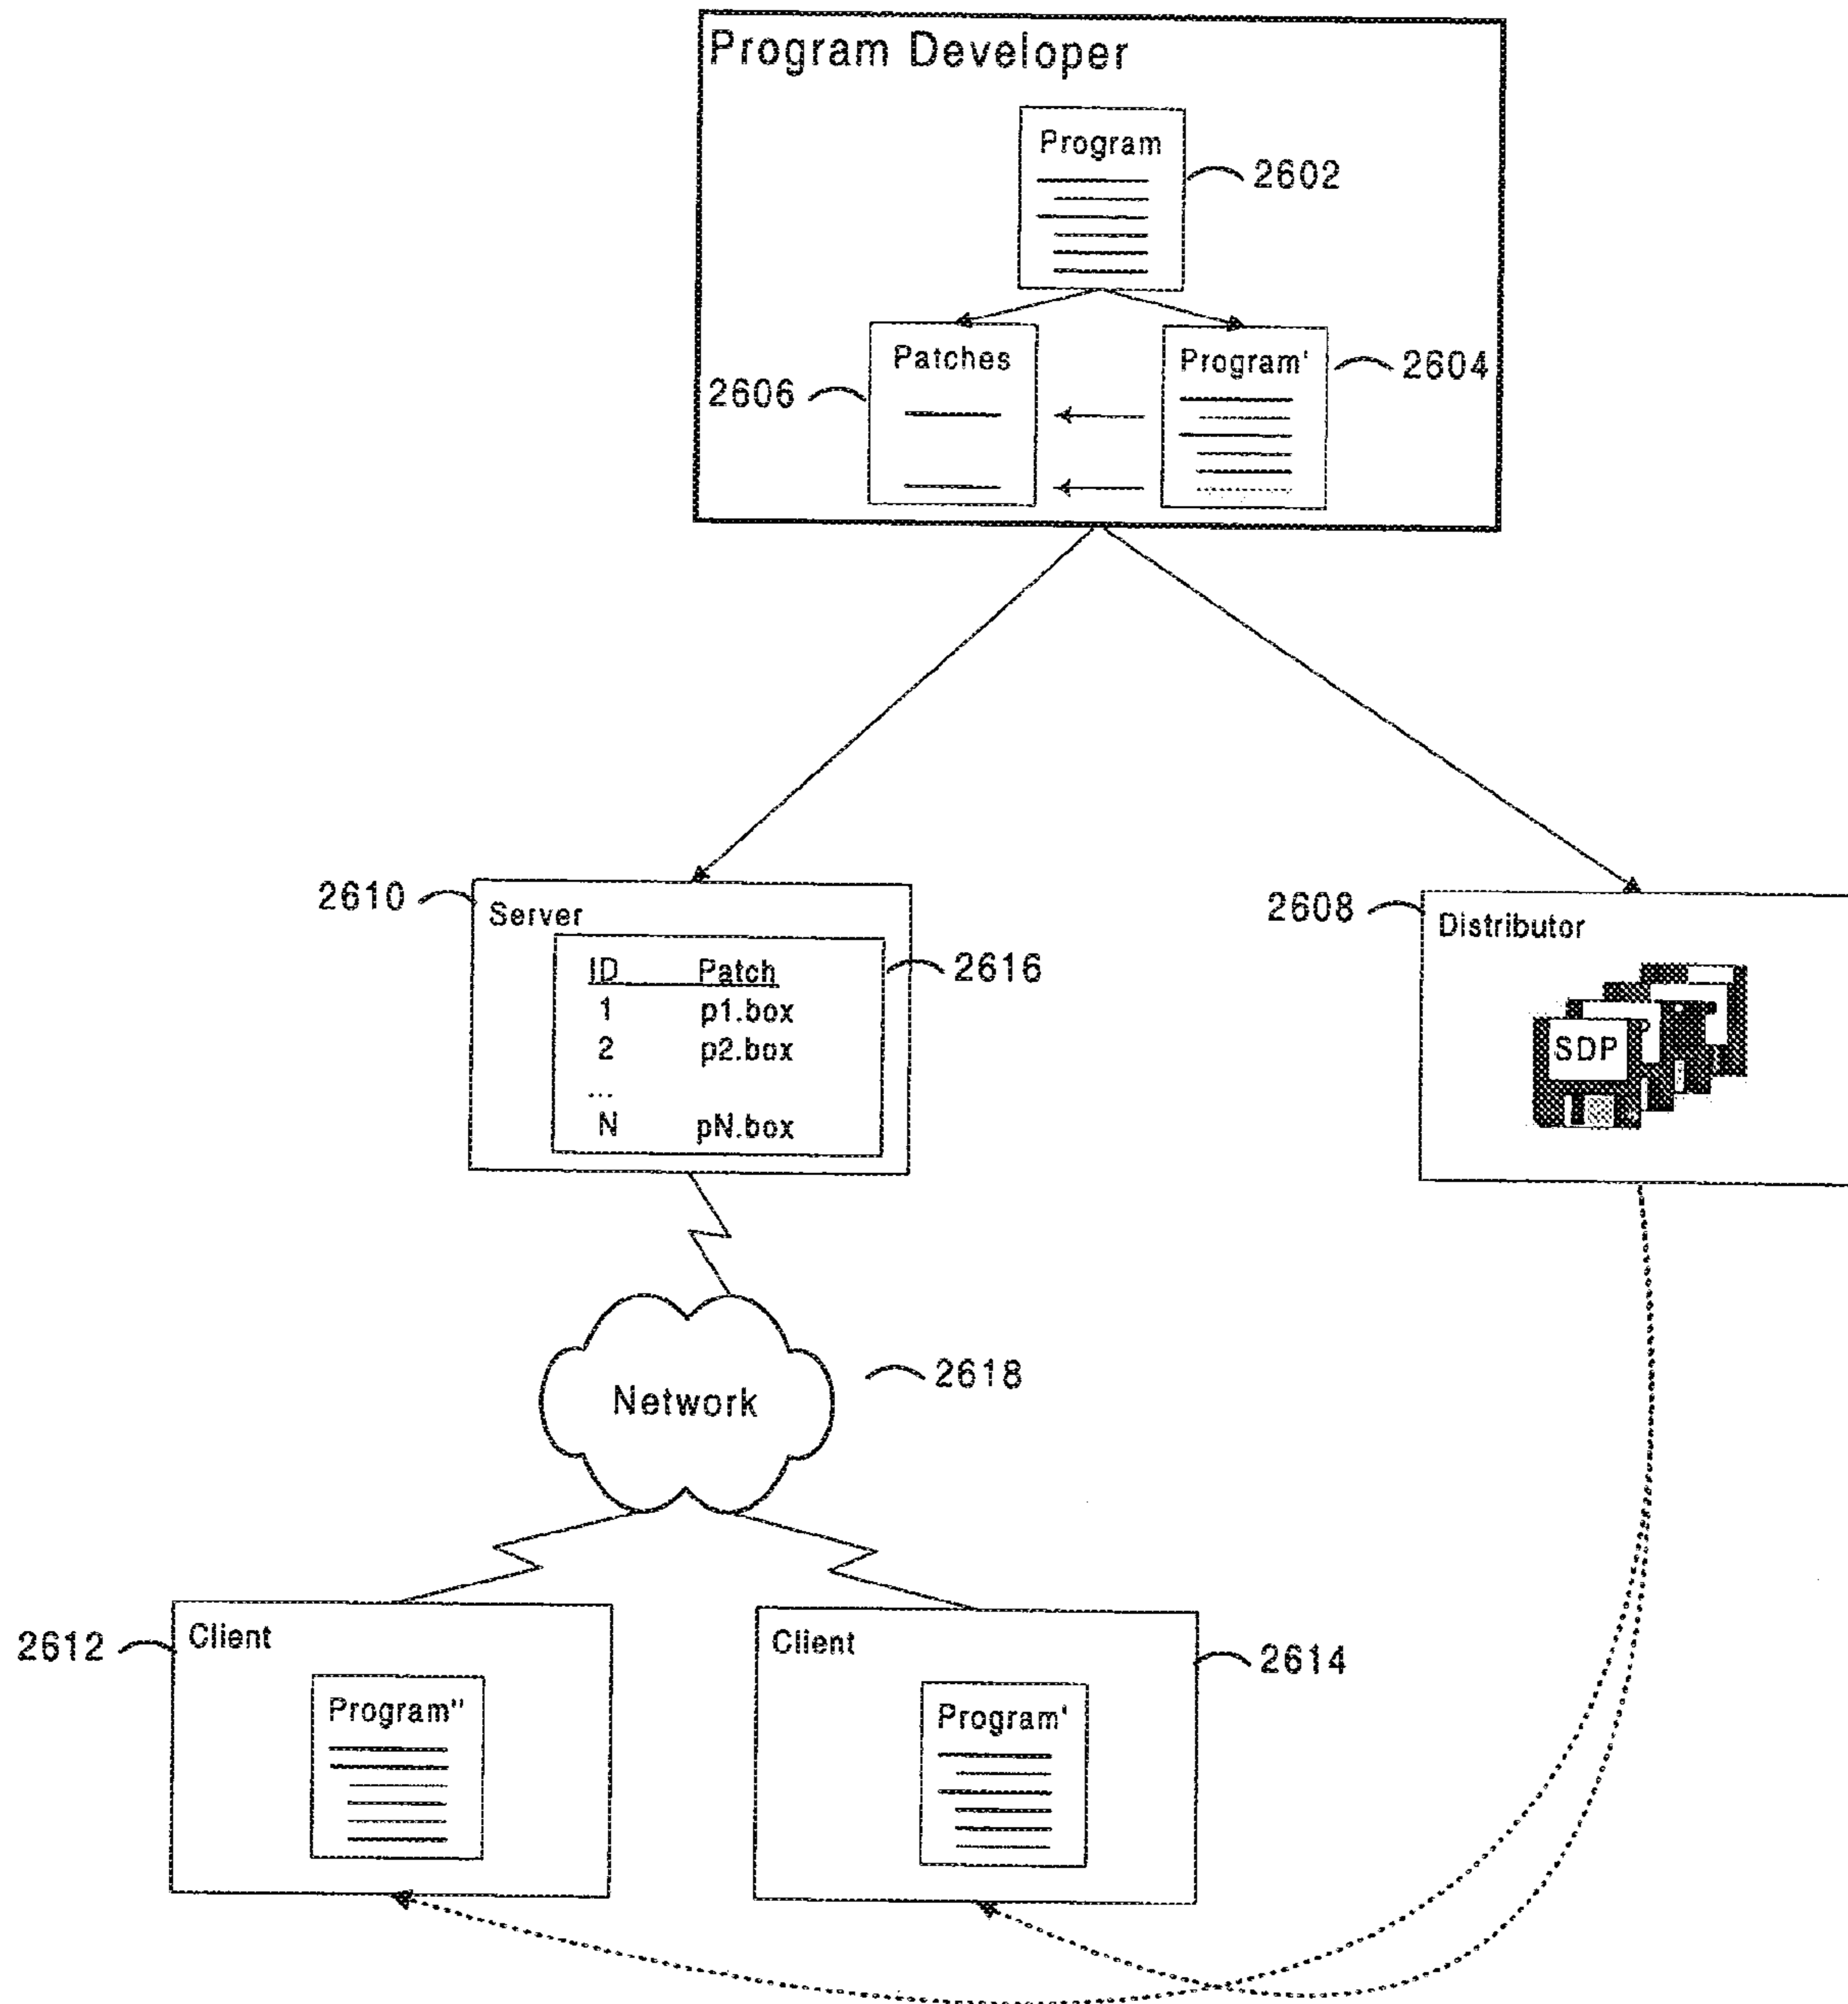 Program Developer
Program
2602
Patches
Program'
2604
2606
2610
Server
ID Patch
1 p1.box
2 p2.box
...
N pN.box
2616
2608
Distributor
SDP
Network
2618
2612
Client
Program''
Client
2614
Program'